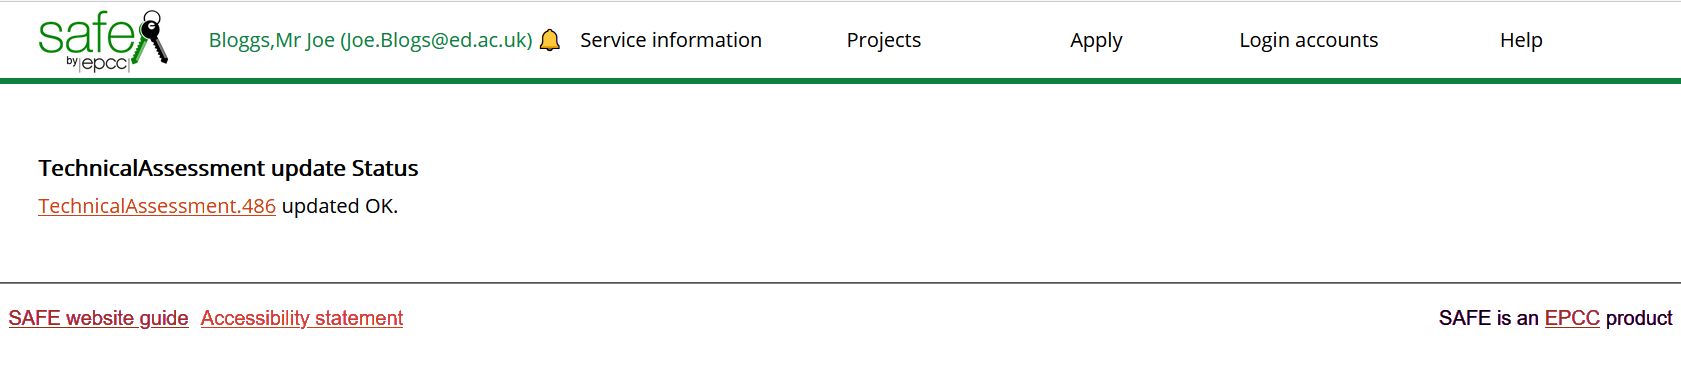 safe
by |epcc|
Bloggs,Mr Joe (Joe.Blogs@ed.ac.uk) Service information Projects Apply Login accounts Help
TechnicalAssessment update Status
TechnicalAssessment.486 updated OK.
SAFE website guide Accessibility statement SAFE is an EPCC product